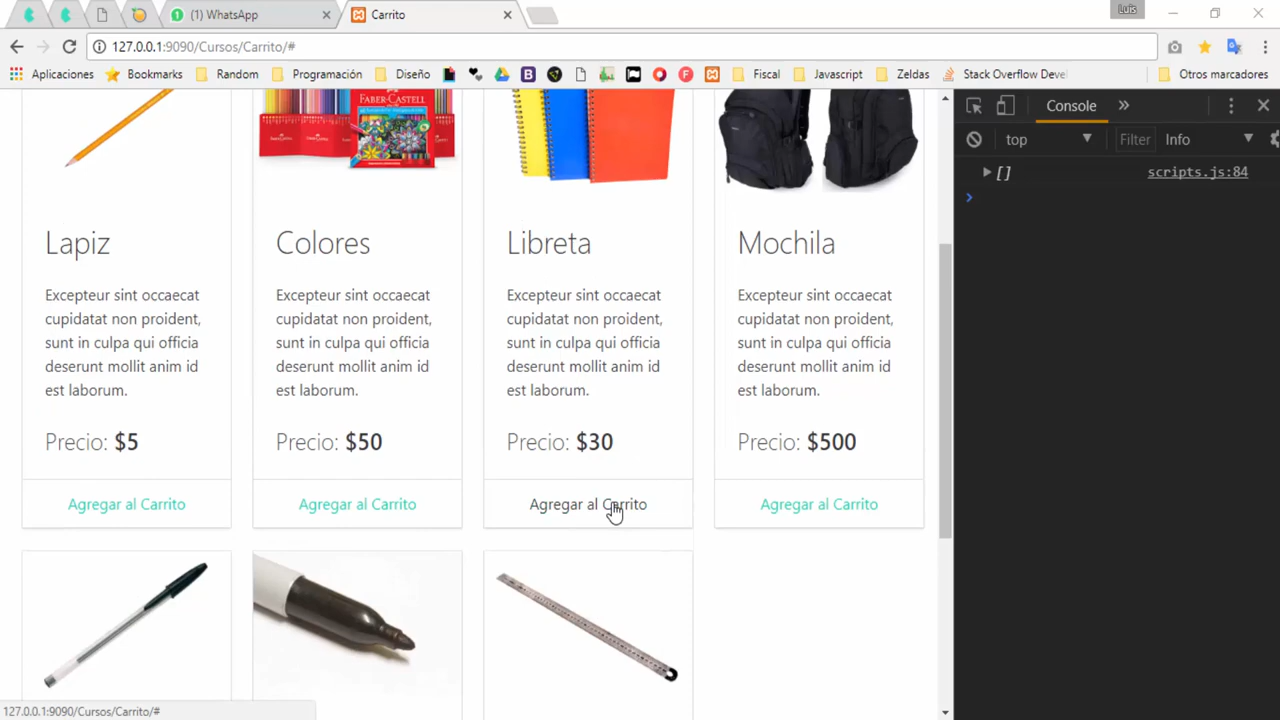 Luis
(1) WhatsApp
Carrito
127.0.0.1:9090/Cursos/Carrito/#
Aplicaciones
Bookmarks
Random
Programación
Diseño
Fiscal
Javascript
Zeldas
Stack Overflow Deve
Otros marcadores
Console
top
Filter
Info
[]
scripts.js:84
FABER-CASTELL
Lapiz
Excepteur sint occaecat
cupidatat non proident,
sunt in culpa qui officia
deserunt mollit anim id
est laborum.
Precio: $5
Agregar al Carrito
Colores
Excepteur sint occaecat
cupidatat non proident,
sunt in culpa qui officia
deserunt mollit anim id
est laborum.
Precio: $50
Agregar al Carrito
Libreta
Excepteur sint occaecat
cupidatat non proident,
sunt in culpa qui officia
deserunt mollit anim id
est laborum.
Precio: $30
Agregar al Carrito
Mochila
Excepteur sint occaecat
cupidatat non proident,
sunt in culpa qui officia
deserunt mollit anim id
est laborum.
Precio: $500
Agregar al Carrito
127.0.0.1:9090/Cursos/Carrito/#